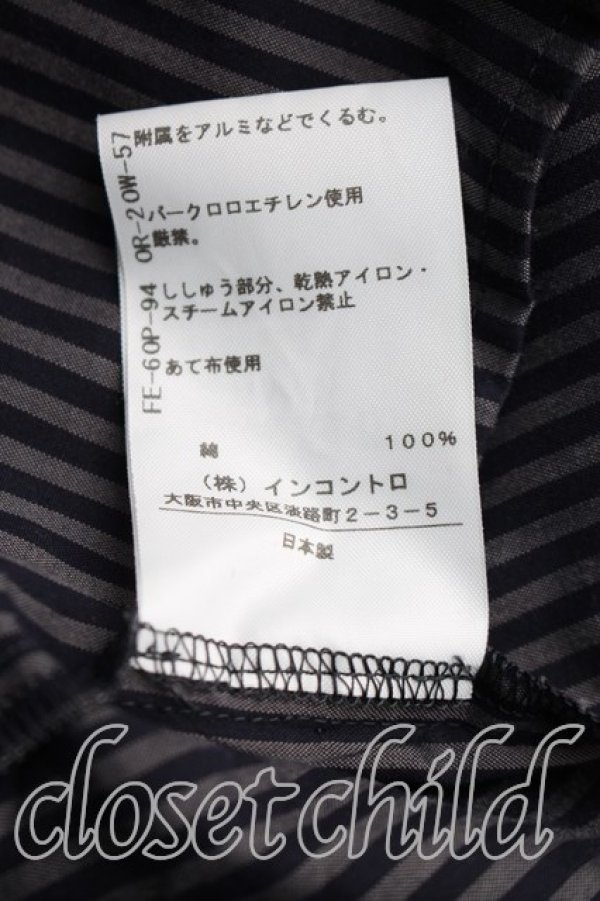 附属をアルミなどでくるむ。
パークロロエチレン使用
厳禁。
ししゅう部分、乾熱アイロン・
スチームアイロン禁止
あて布使用
綿 100%
（株）インコントロ
大阪市中央区淡路町2-3-5
日本製
FE-60P-94 OR-20W-57
closet child